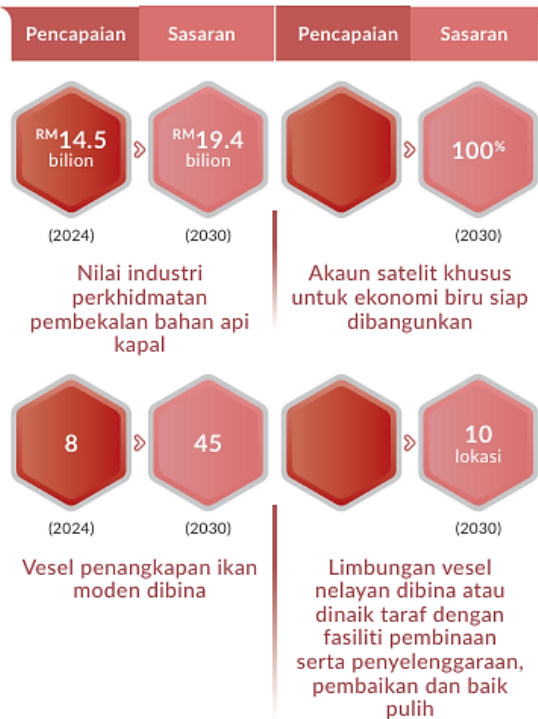 Pencapaian Sasaran Pencapaian Sasaran
RM14.5 bilion
RM19.4 bilion
(2024) (2030)
Nilai industri
perkhidmatan
pembekalan bahan api
kapal
100%
(2030)
Akaun satelit khusus
untuk ekonomi biru siap
dibangunkan
8
45
(2024) (2030)
Vesel penangkapan ikan
moden dibina
10
lokasi
(2030)
Limbungan vesel
nelayan dibina atau
dinaik taraf dengan
fasiliti pembinaan
serta penyelenggaraan,
pembaikan dan baik
pulih